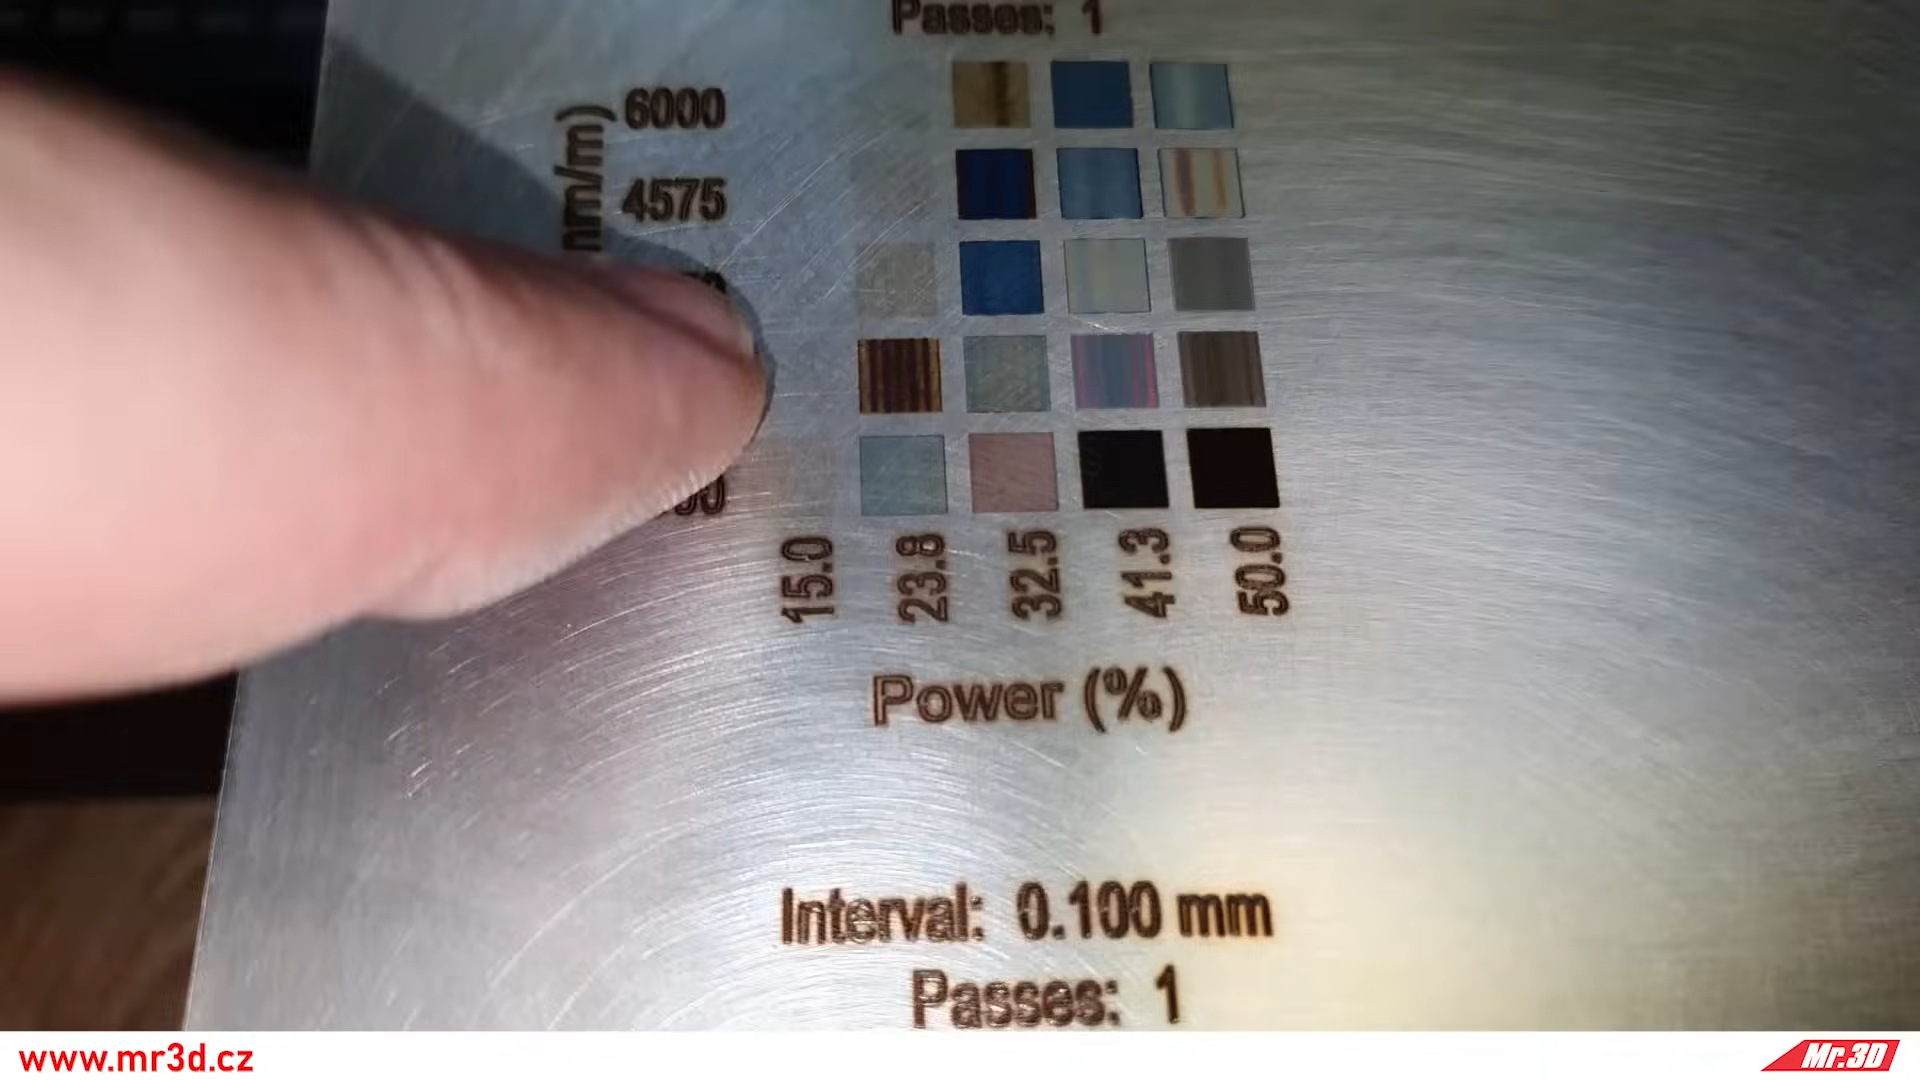 Passes: 1
6000
4575
15.0
23.8
32.5
41.3
50.0
Power (%)
Interval: 0.100 mm
Passes: 1
www.mr3d.cz
Mr.3D